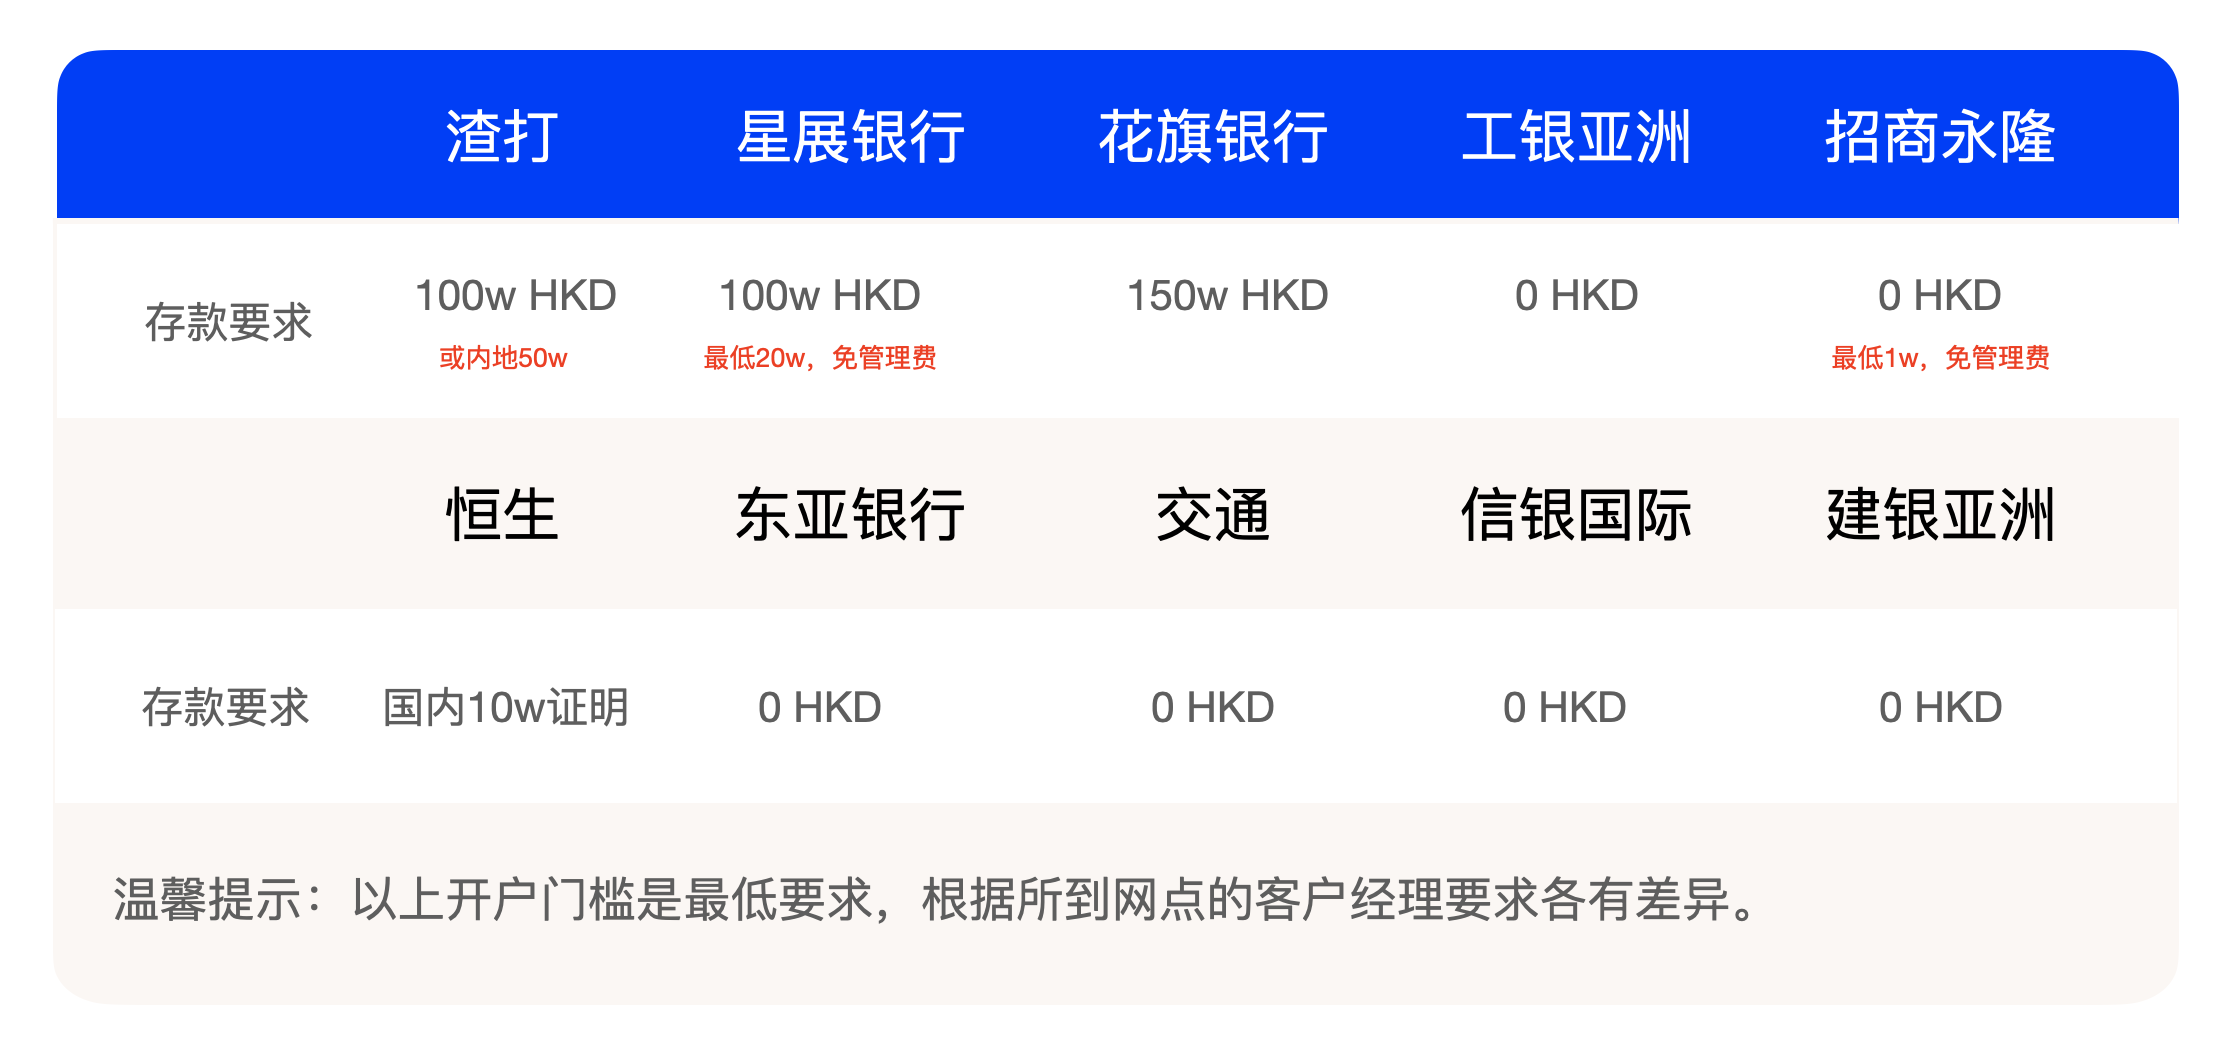 渣打 星展银行 花旗银行 工银亚洲 招商永隆
存款要求 100w HKD 100w HKD 150w HKD 0 HKD 0 HKD
或内地50w 最低20w，免管理费 最低1w，免管理费
恒生 东亚银行 交通 信银国际 建银亚洲
存款要求 国内10w证明 0 HKD 0 HKD 0 HKD 0 HKD
温馨提示：以上开户门槛是最低要求，根据所到网点的客户经理要求各有差异。